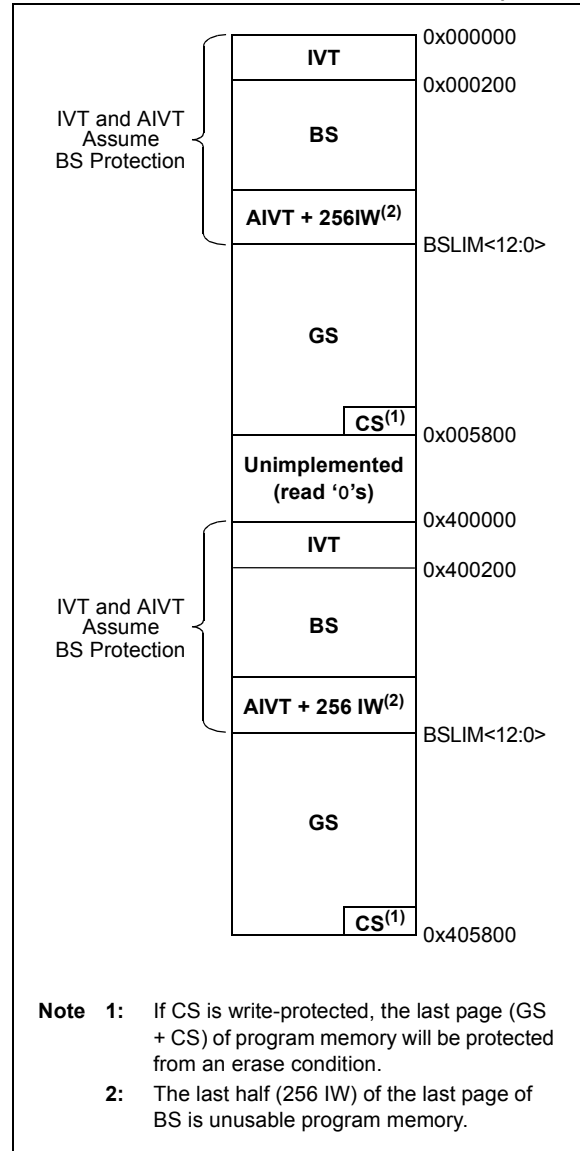 0x000000
IVT
0x000200
IVT and AIVT
Assume
BS Protection
BS
AIVT + 256IW(2)
BSLIM<12:0>
GS
CS(1)
0x005800
Unimplemented
(read ‘0’s)
0x400000
IVT
0x400200
IVT and AIVT
Assume
BS Protection
BS
AIVT + 256 IW(2)
BSLIM<12:0>
GS
CS(1)
0x405800
Note 1: If CS is write-protected, the last page (GS
+ CS) of program memory will be protected
from an erase condition.
2: The last half (256 IW) of the last page of
BS is unusable program memory.